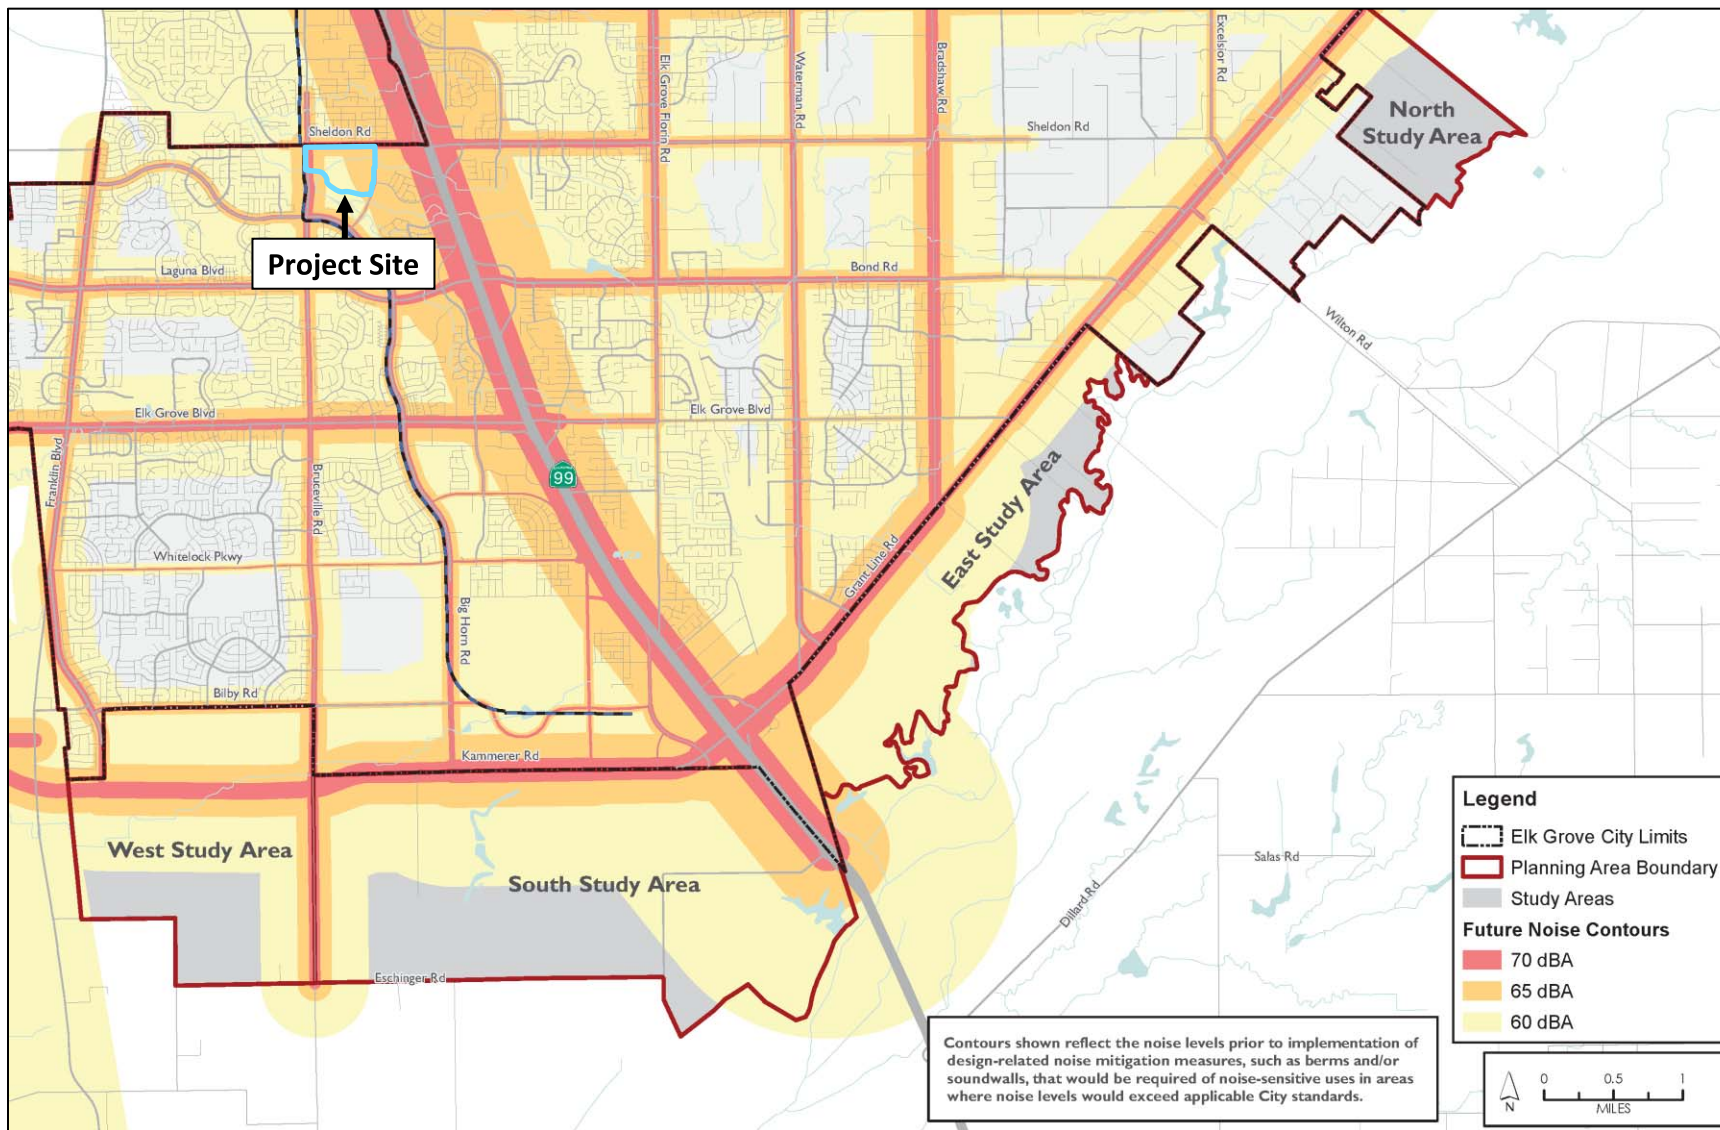 Excelsior Rd
Bradshaw Rd
Waterman Rd
Elk Grove Florin Rd
North
Study Area
Sheldon Rd
Sheldon Rd
Project Site
Laguna Blvd
Bond Rd
Wilton Rd
Elk Grove Blvd
Elk Grove Blvd
Franklin Blvd
Bruceville Rd
99
East Study Area
Whitelock Pkwy
Grant Line Rd
Big Horn Rd
Bilby Rd
Kammerer Rd
West Study Area
South Study Area
Salas Rd
Dillard Rd
Eschinger Rd
Legend
Elk Grove City Limits
Planning Area Boundary
Study Areas
Future Noise Contours
70 dBA
65 dBA
60 dBA
Contours shown reflect the noise levels prior to implementation of
design-related noise mitigation measures, such as berms and/or
soundwalls, that would be required of noise-sensitive uses in areas
where noise levels would exceed applicable City standards.
N
0 0.5 1
MILES